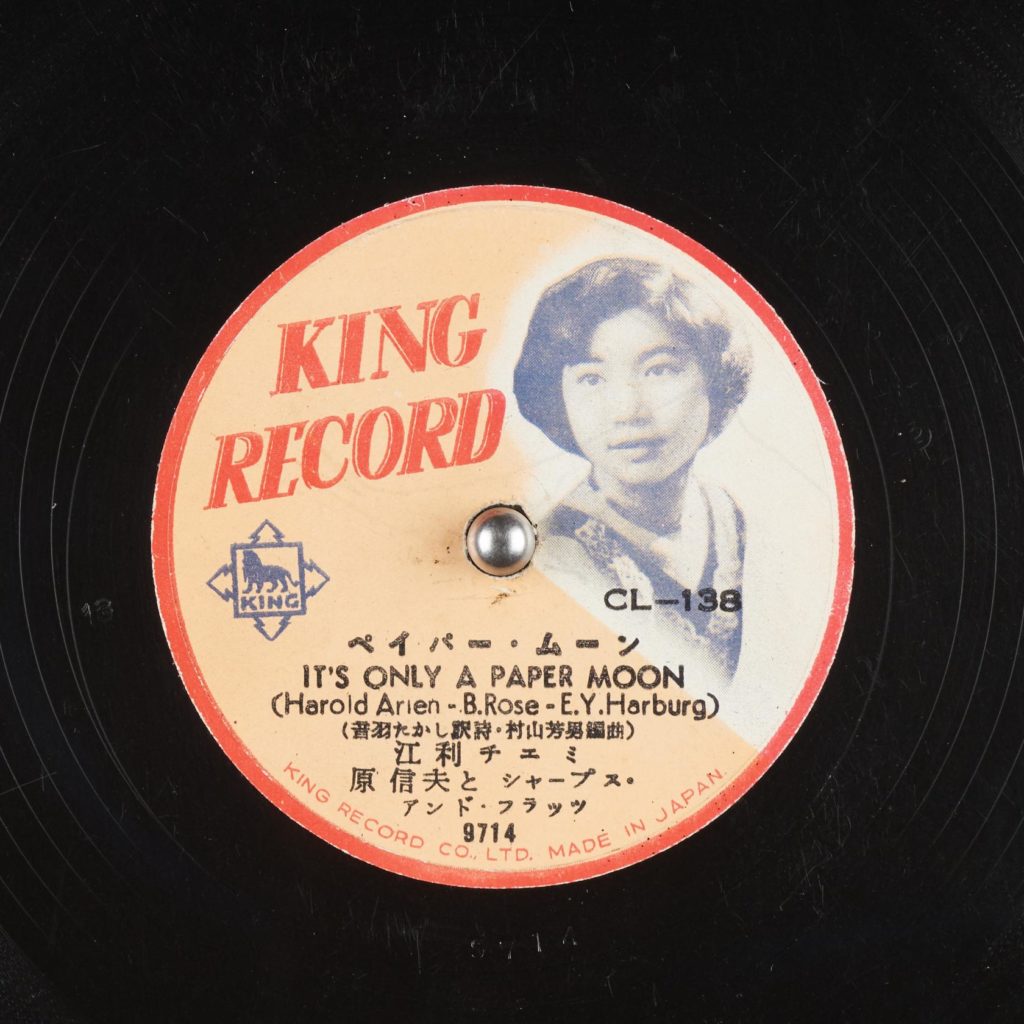 KING
RECORD
KING
CL-138
ペイパー・ムーン
IT'S ONLY A PAPER MOON
(Harold Arlen - B.Rose - E.Y.Harburg)
(音羽たかし訳詩・村山芳男編曲)
江利チエミ
原信夫と シャープス・
アンド・フラッツ
9714
KING RECORD CO., LTD. MADE IN JAPAN.
13
9714